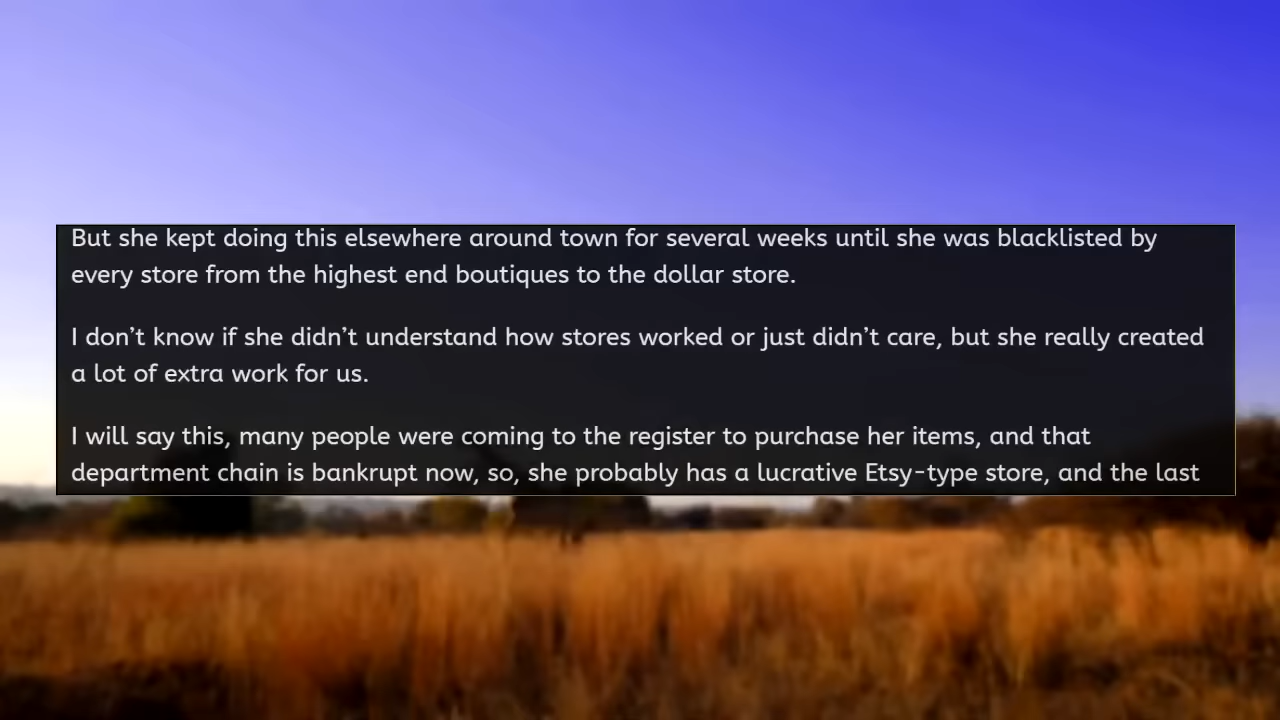 But she kept doing this elsewhere around town for several weeks until she was blacklisted by
every store from the highest end boutiques to the dollar store.
I don’t know if she didn’t understand how stores worked or just didn’t care, but she really created
a lot of extra work for us.
I will say this, many people were coming to the register to purchase her items, and that
department chain is bankrupt now, so, she probably has a lucrative Etsy-type store, and the last